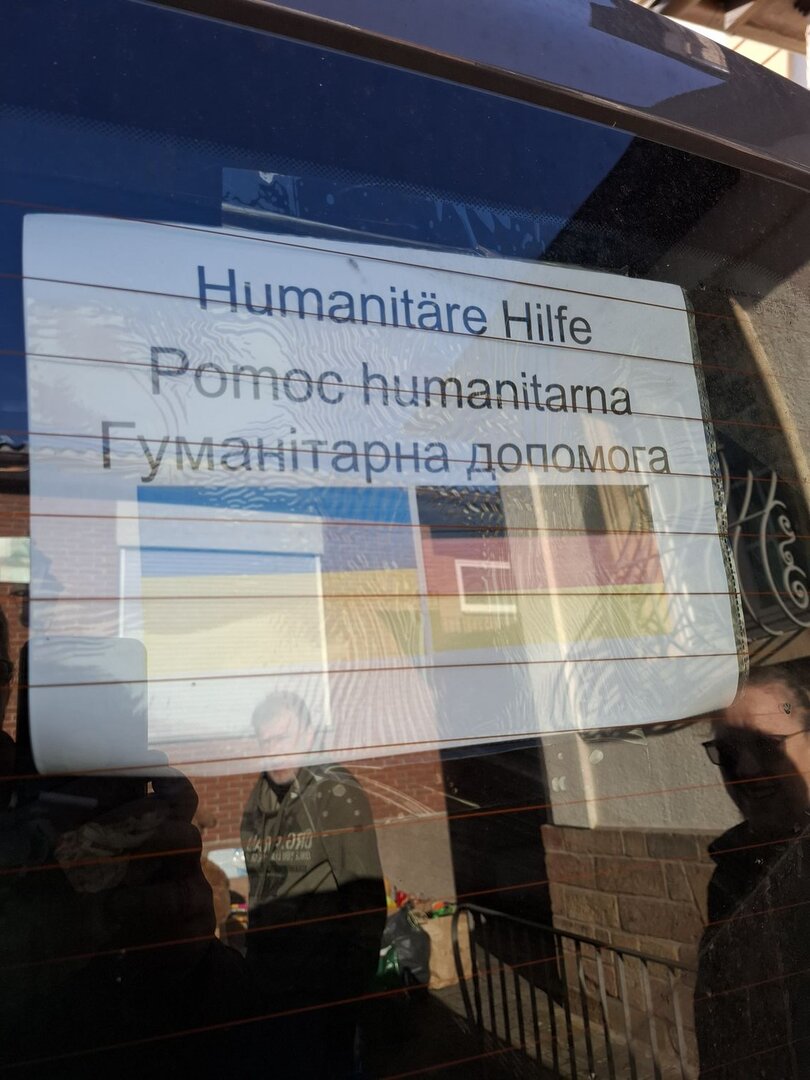 Humanitäre Hilfe
Pomoc humanitarna
Гуманітарна допомога